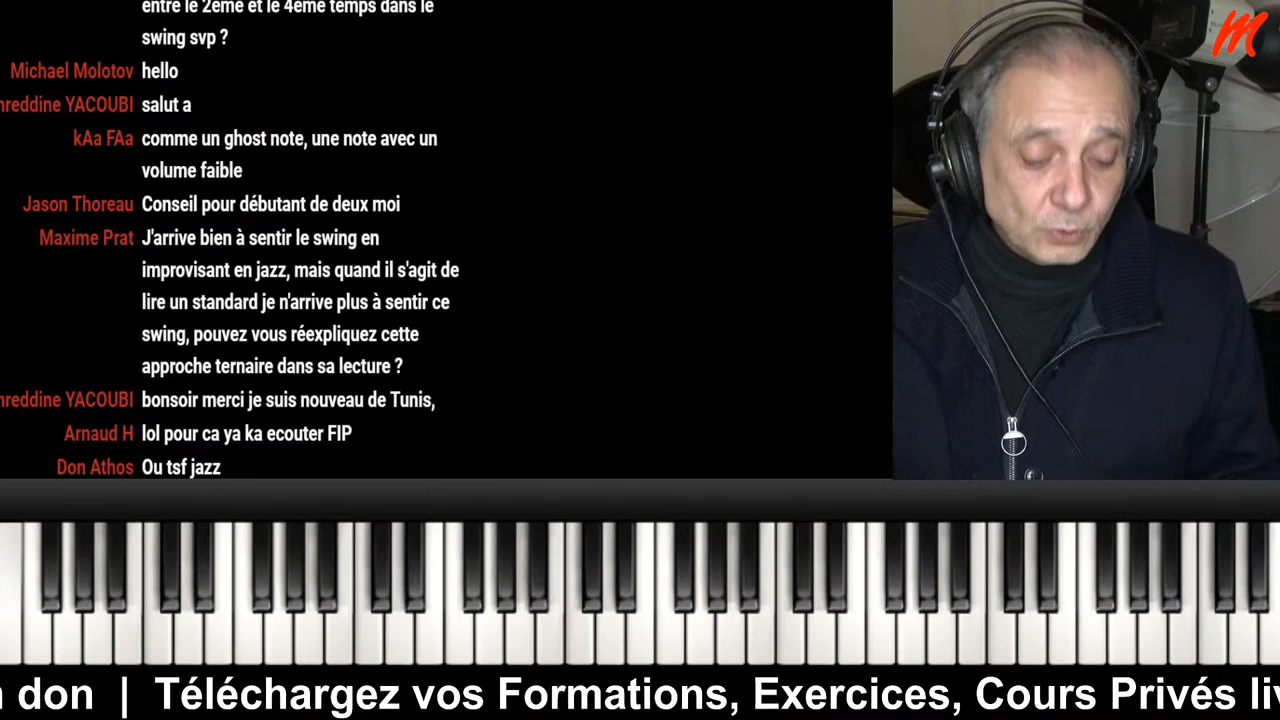 entre le 2ème et le 4ème temps dans le
swing svp ?
Michael Molotov hello
hreddine YACOUBI salut a
kAa FAa comme un ghost note, une note avec un
volume faible
Jason Thoreau Conseil pour débutant de deux moi
Maxime Prat J'arrive bien à sentir le swing en
improvisant en jazz, mais quand il s'agit de
lire un standard je n'arrive plus à sentir ce
swing, pouvez vous réexpliquez cette
approche ternaire dans sa lecture ?
hreddine YACOUBI bonsoir merci je suis nouveau de Tunis,
Arnaud H lol pour ca ya ka ecouter FIP
Don Athos Ou tsf jazz
don | Téléchargez vos Formations, Exercices, Cours Privés